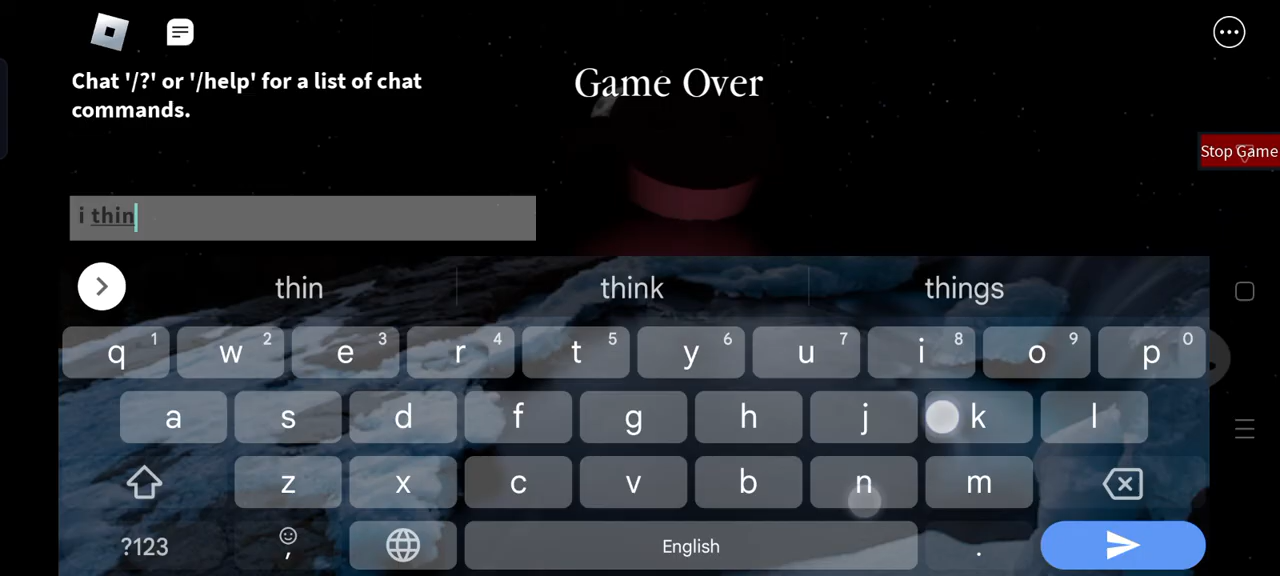 Chat '/?' or '/help' for a list of chat
commands.
Game Over
Stop Game
i thin
thin think things
q 1 w 2 e 3 r 4 t 5 y 6 u 7 i 8 o 9 p 0
a s d f g h j k l
z x c v b n m
?123 , English .